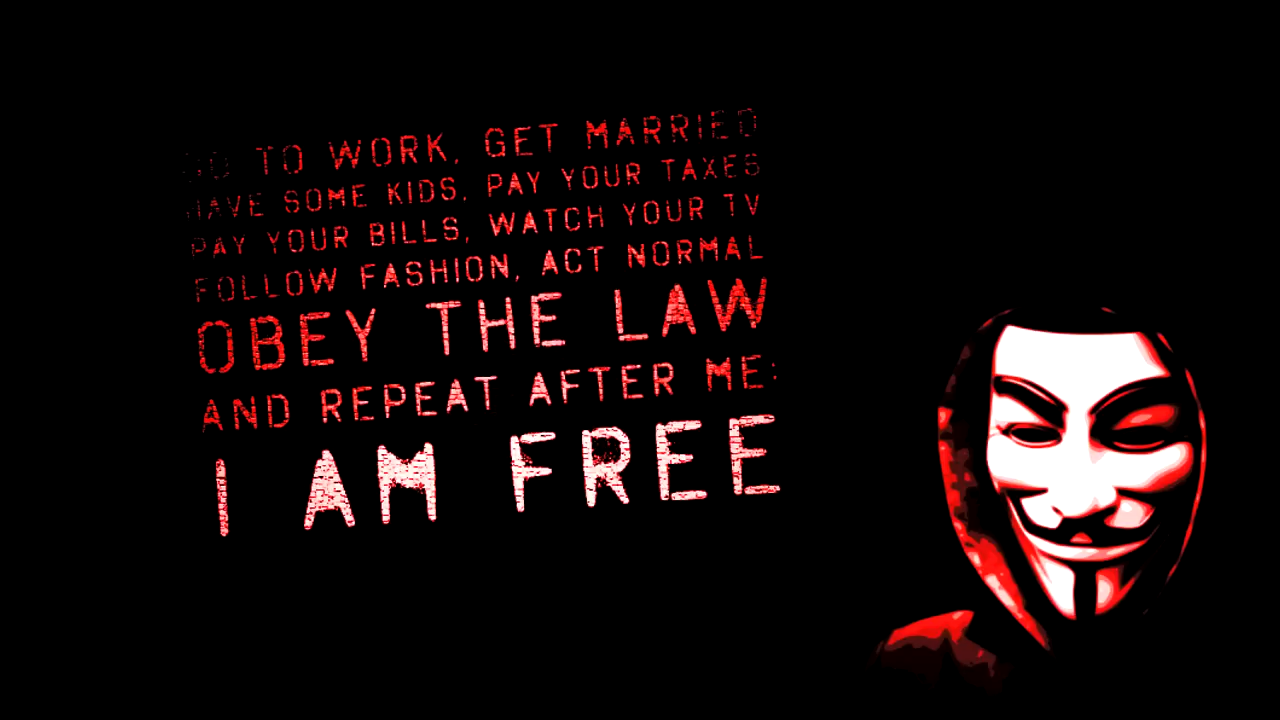 GO TO WORK, GET MARRIED
HAVE SOME KIDS, PAY YOUR TAXES
PAY YOUR BILLS, WATCH YOUR TV
FOLLOW FASHION, ACT NORMAL
OBEY THE LAW
AND REPEAT AFTER ME:
I AM FREE